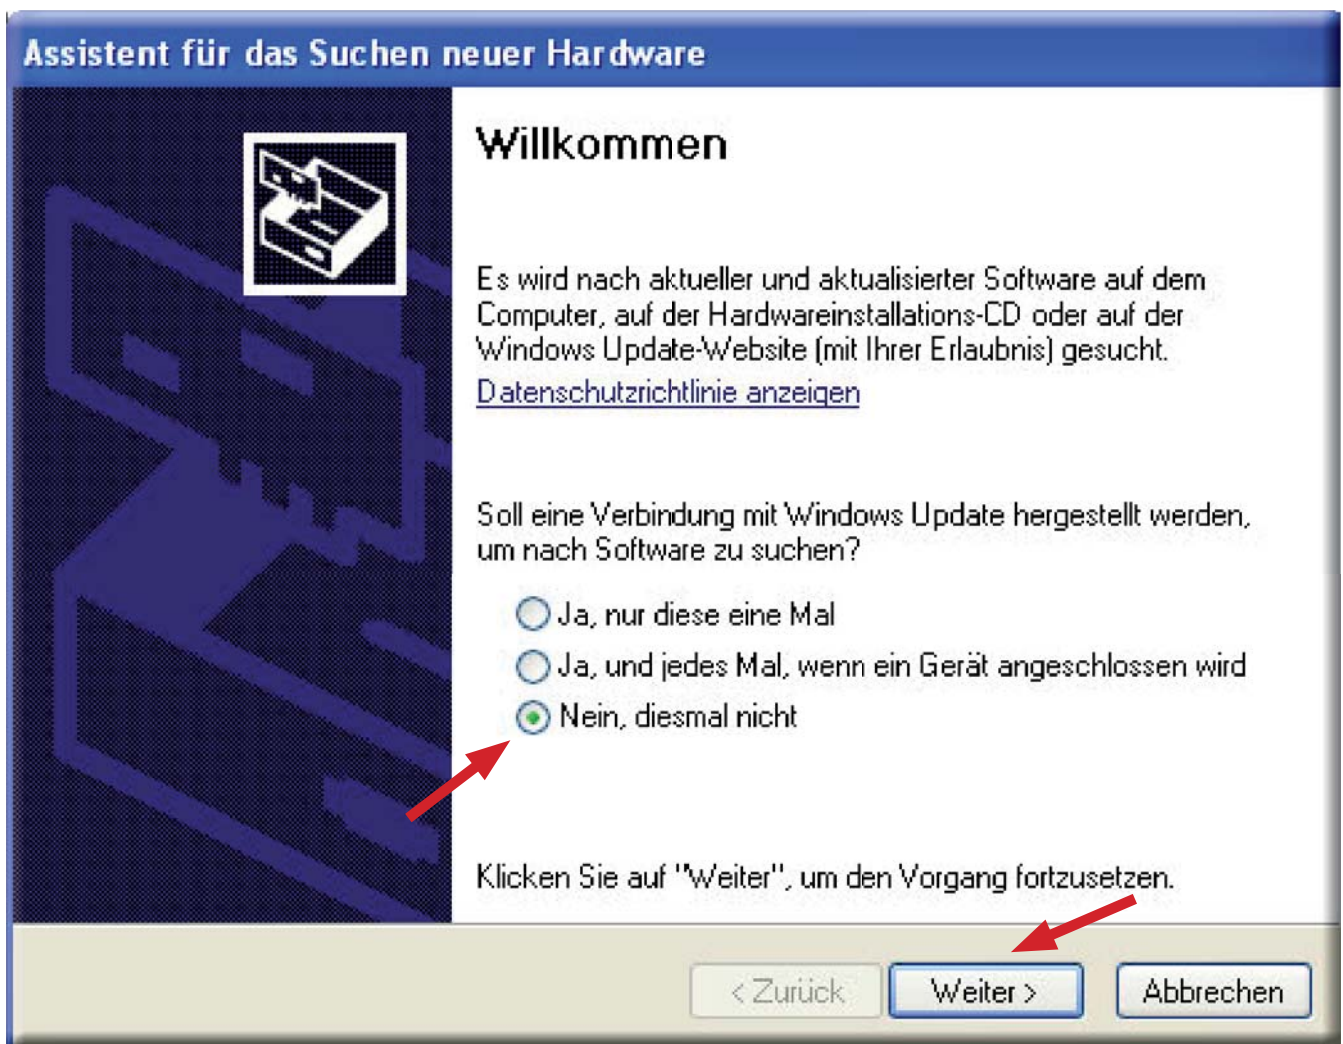 Assistent für das Suchen neuer Hardware
Willkommen
Es wird nach aktueller und aktualisierter Software auf dem
Computer, auf der Hardwareinstallations-CD oder auf der
Windows Update-Website (mit Ihrer Erlaubnis) gesucht.
Datenschutzrichtlinie anzeigen
Soll eine Verbindung mit Windows Update hergestellt werden,
um nach Software zu suchen?
Ja, nur diese eine Mal
Ja, und jedes Mal, wenn ein Gerät angeschlossen wird
Nein, diesmal nicht
Klicken Sie auf "Weiter", um den Vorgang fortzusetzen.
< Zurück Weiter > Abbrechen